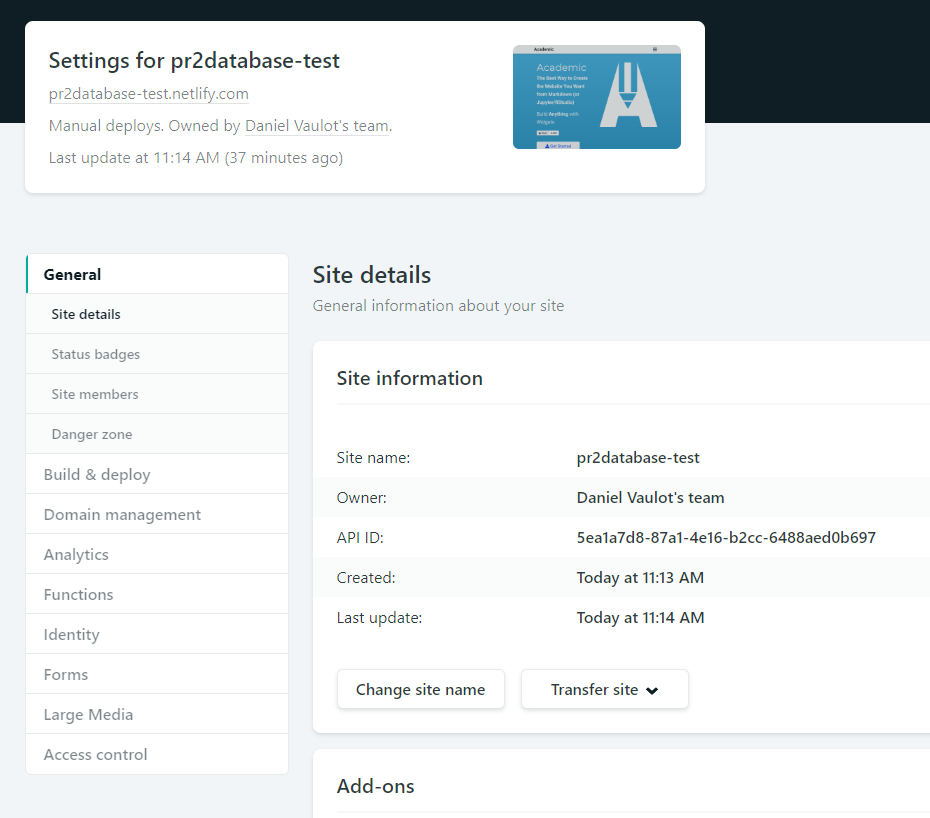 Settings for pr2database-test
pr2database-test.netlify.com
Manual deploys. Owned by Daniel Vaulot's team.
Last update at 11:14 AM (37 minutes ago)
Academic
Academic
The Best Way to Create
the Website You Want
from Markdown (or
Jupyter/RStudio)
Build Anything with
Widgets
Get Started
General
Site details
Status badges
Site members
Danger zone
Build & deploy
Domain management
Analytics
Functions
Identity
Forms
Large Media
Access control
Site details
General information about your site
Site information
Site name: pr2database-test
Owner: Daniel Vaulot's team
API ID: 5ea1a7d8-87a1-4e16-b2cc-6488aed0b697
Created: Today at 11:13 AM
Last update: Today at 11:14 AM
Change site name Transfer site
Add-ons